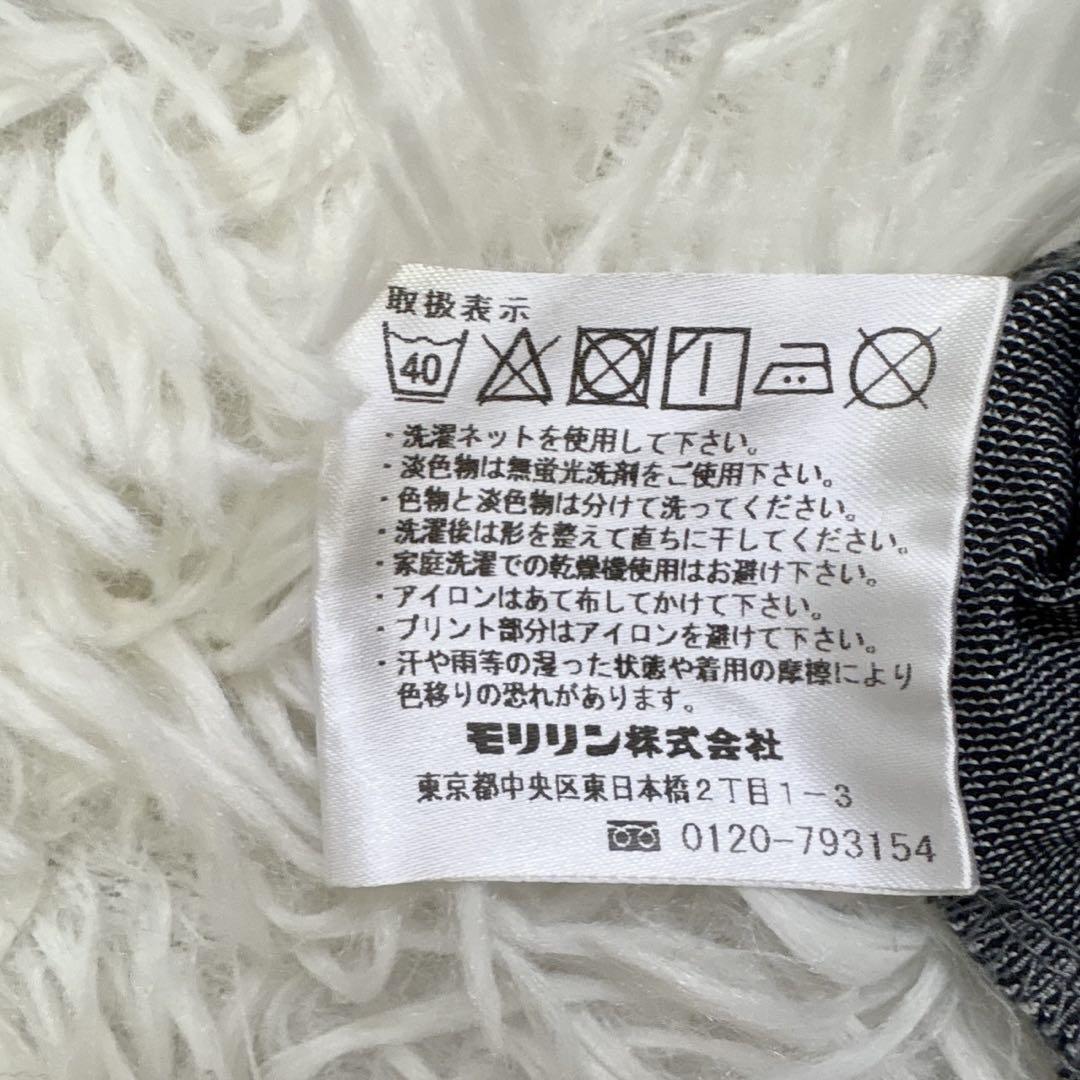 取扱表示
40
・洗濯ネットを使用して下さい。
・淡色物は無蛍光洗剤をご使用下さい。
・色物と淡色物は分けて洗ってください。
・洗濯後は形を整えて直ちに干してください。
・家庭洗濯での乾燥機使用はお避け下さい。
・アイロンはあて布してかけて下さい。
・プリント部分はアイロンを避けて下さい。
・汗や雨等の湿った状態や着用の摩擦により
色移りの恐れがあります。
モリリン株式会社
東京都中央区東日本橋2丁目1-3
0120-793154